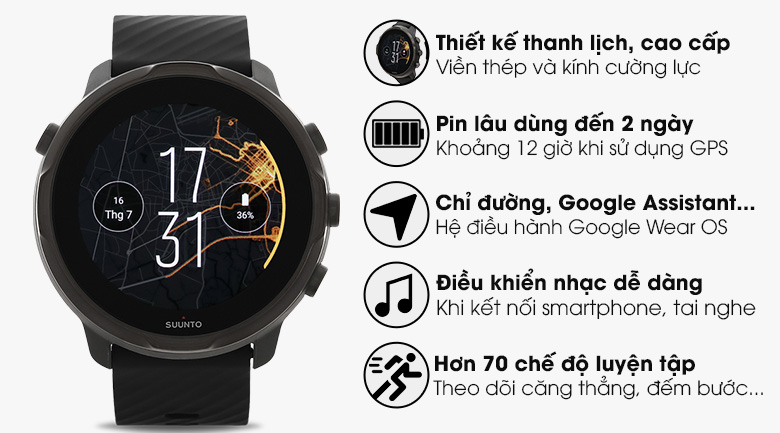 17
31
16
Thg 7
36%
SUUNTO
Thiết kế thanh lịch, cao cấp
Viền thép và kính cường lực
Pin lâu dùng đến 2 ngày
Khoảng 12 giờ khi sử dụng GPS
Chỉ đường, Google Assistant...
Hệ điều hành Google Wear OS
Điều khiển nhạc dễ dàng
Khi kết nối smartphone, tai nghe
Hơn 70 chế độ luyện tập
Theo dõi căng thẳng, đếm bước...